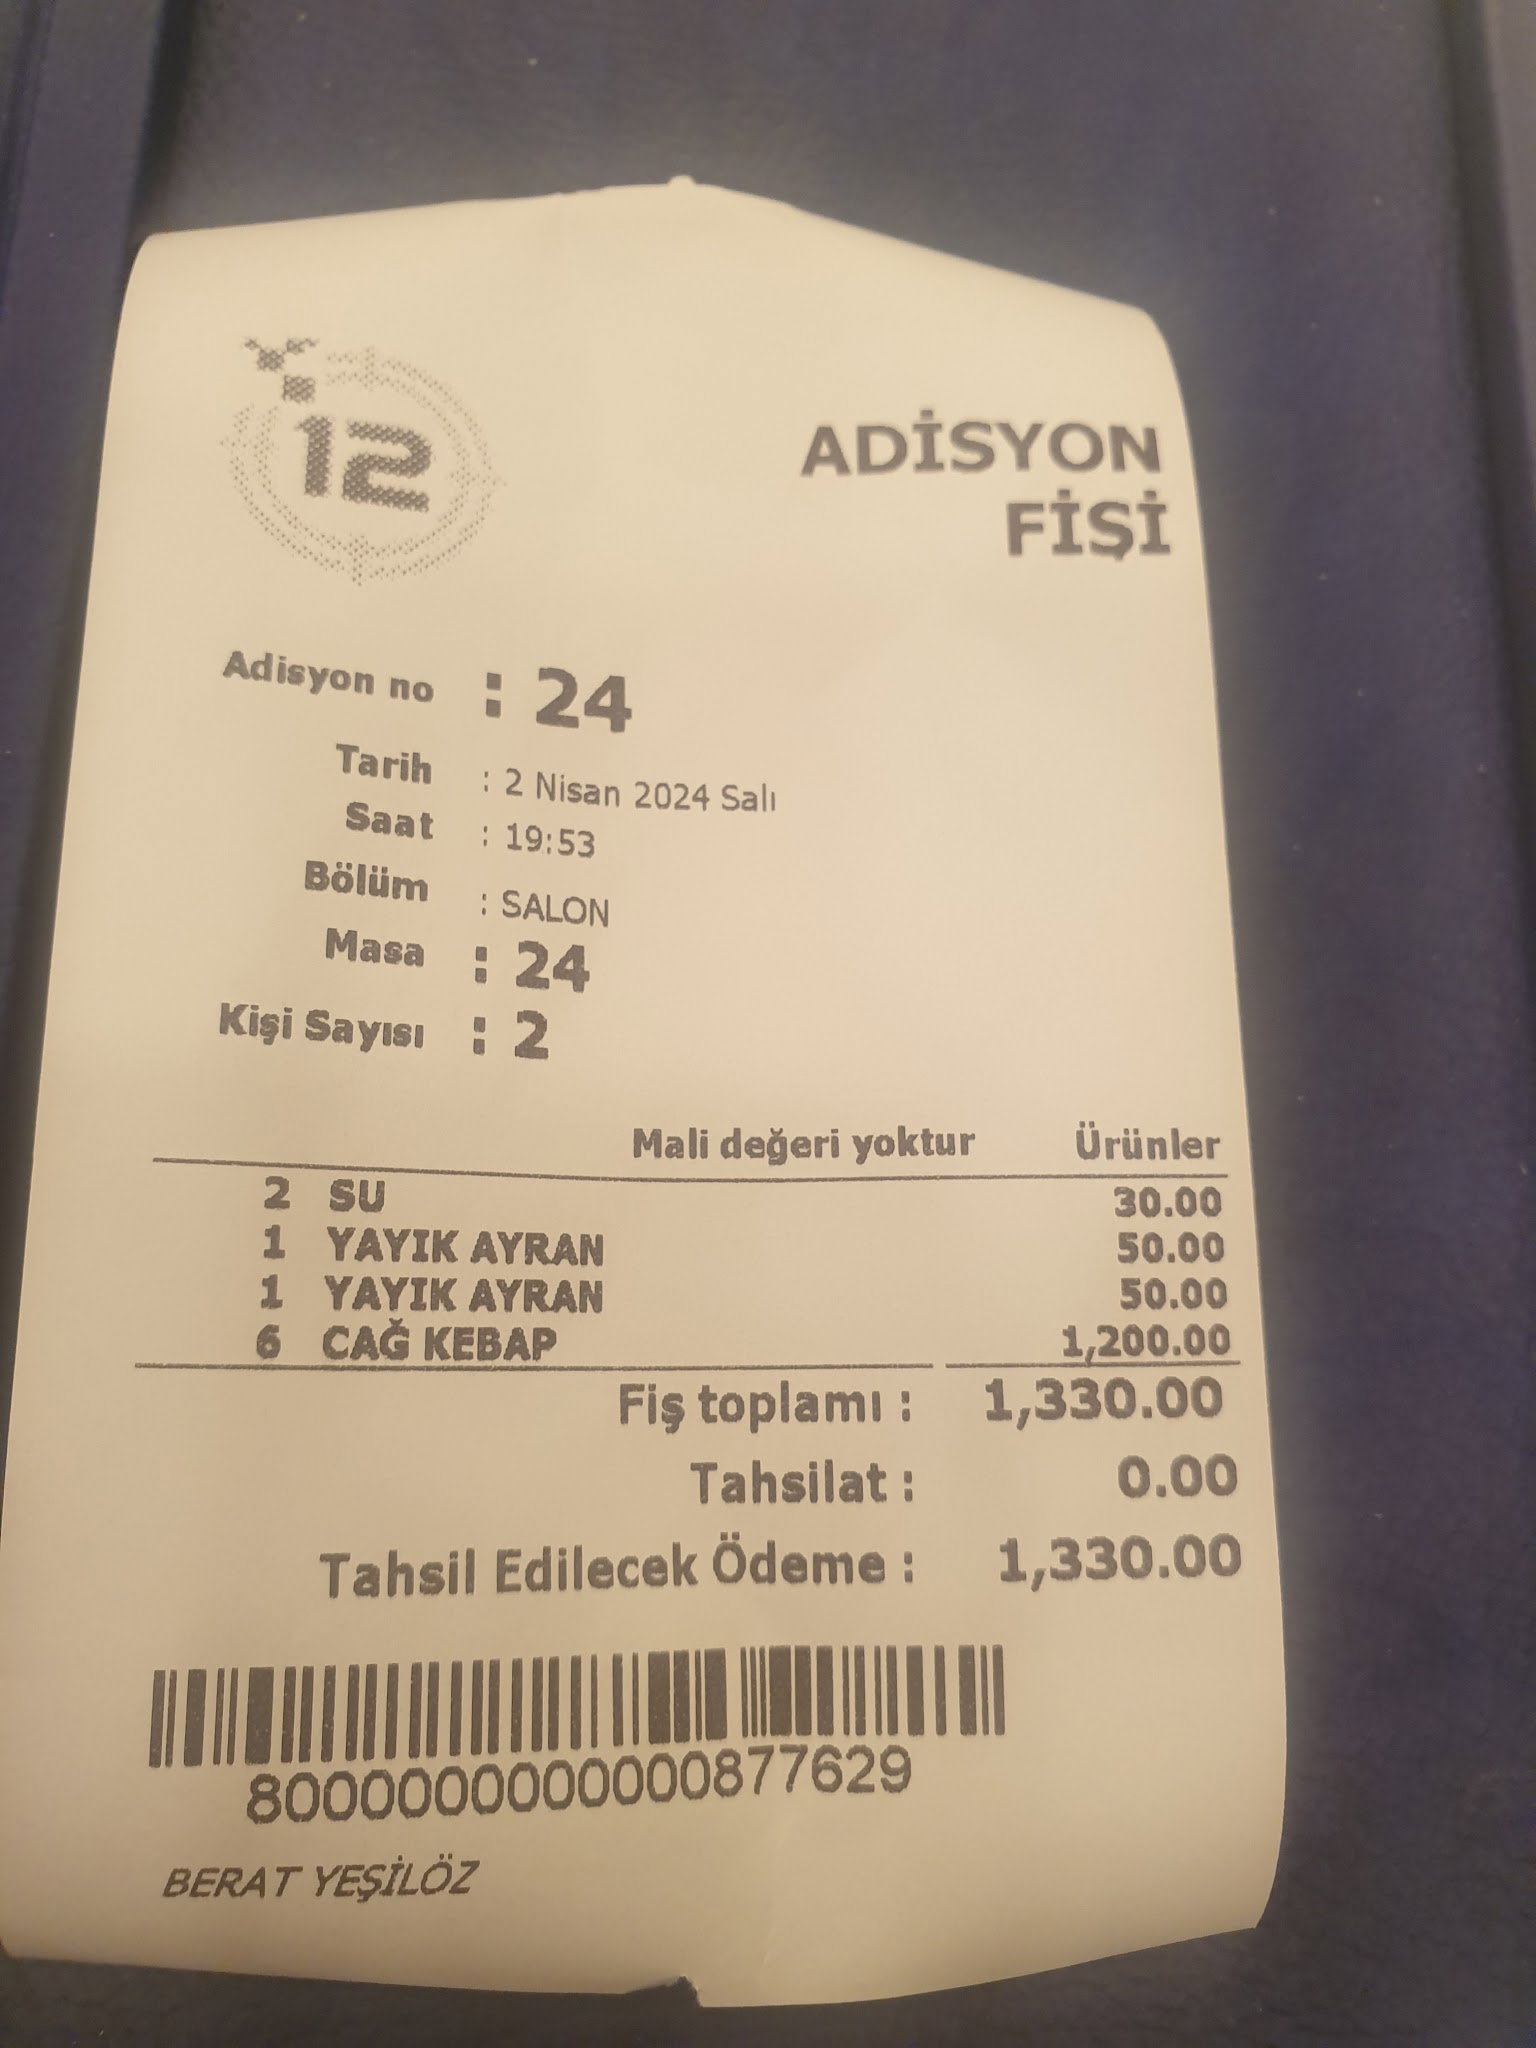 12
ADİSYON
FİŞİ
Adisyon no : 24
Tarih : 2 Nisan 2024 Salı
Saat : 19:53
Bölüm : SALON
Masa : 24
Kişi Sayısı : 2
Mali değeri yoktur Ürünler
2 SU 30.00
1 YAYIK AYRAN 50.00
1 YAYIK AYRAN 50.00
6 CAĞ KEBAP 1,200.00
Fiş toplamı : 1,330.00
Tahsilat : 0.00
Tahsil Edilecek Ödeme : 1,330.00
8000000000000877629
BERAT YEŞİLÖZ